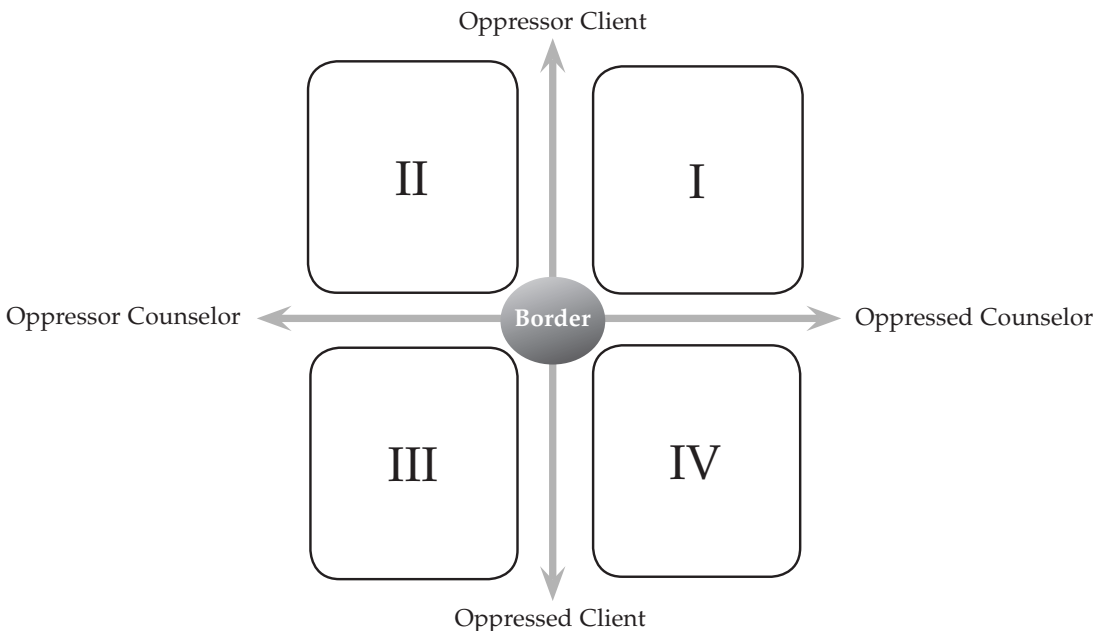 Oppressor Client
II
I
Oppressor Counselor
Border
Oppressed Counselor
III
IV
Oppressed Client